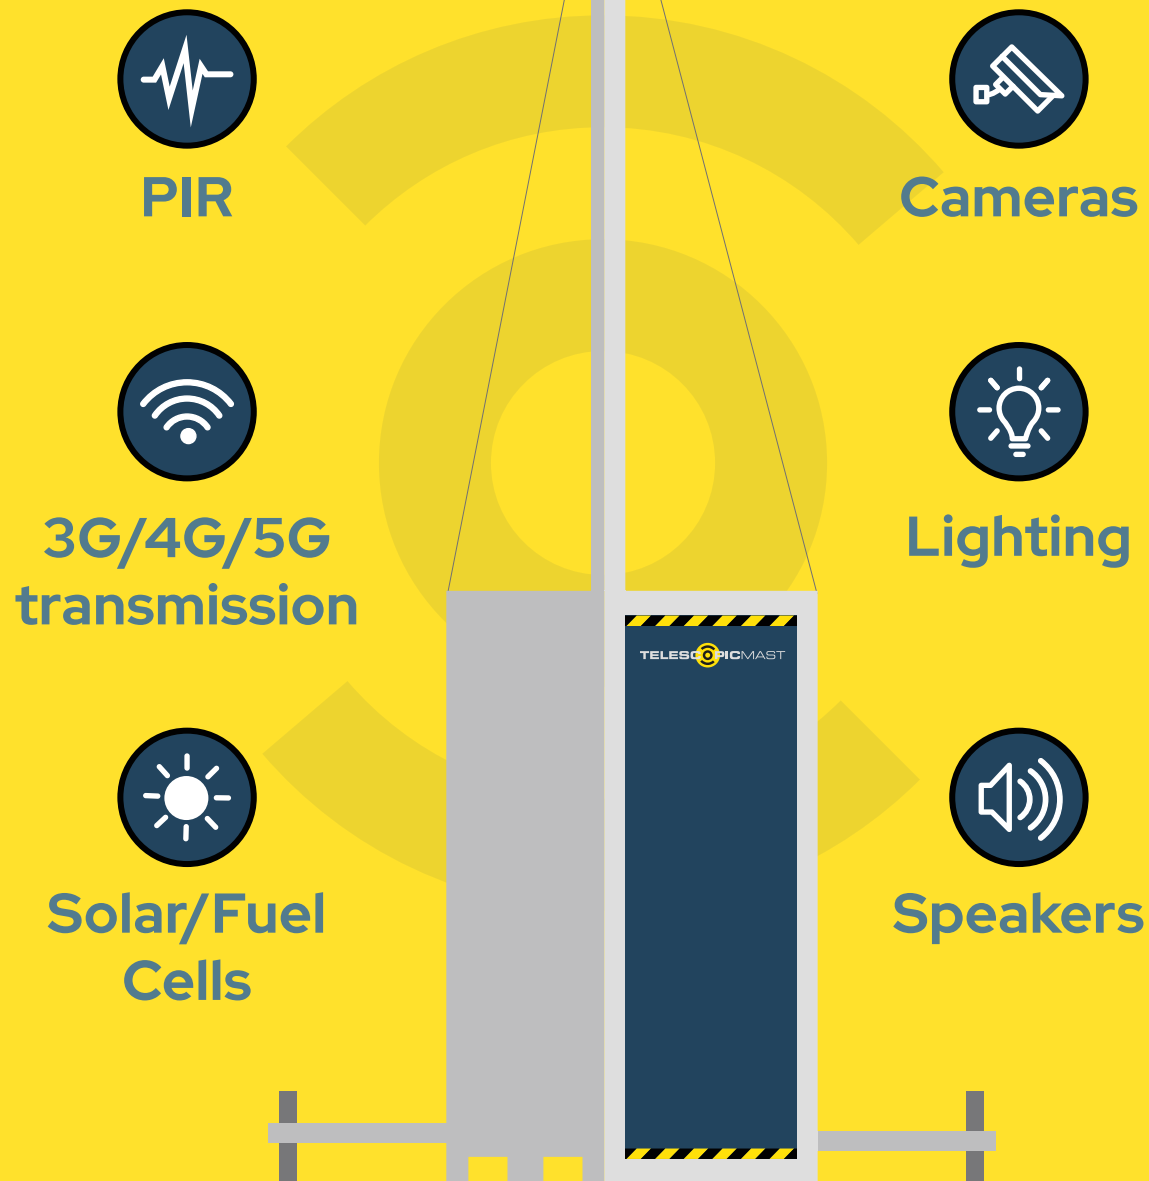 PIR
Cameras
3G/4G/5G
transmission
Lighting
TELESCOPICMAST
Solar/Fuel
Cells
Speakers